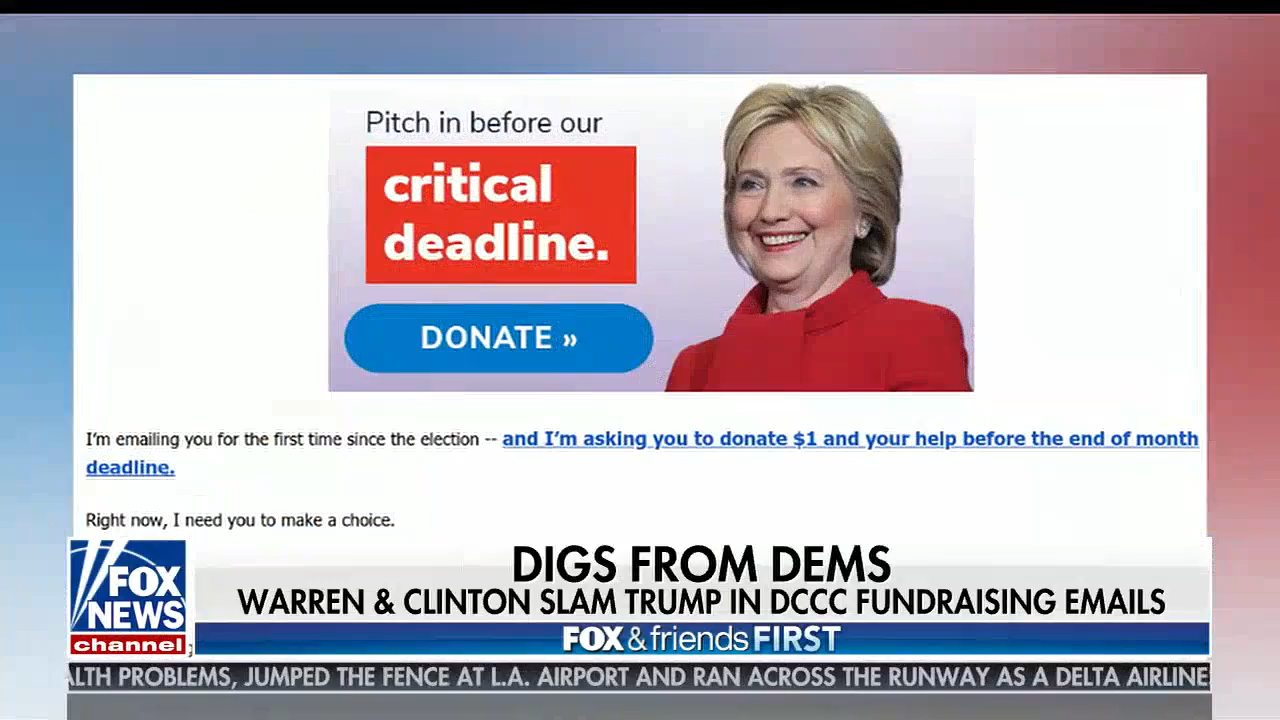 Pitch in before our
critical
deadline.
DONATE »
I'm emailing you for the first time since the election -- and I'm asking you to donate $1 and your help before the end of month
deadline.
Right now, I need you to make a choice.
DIGS FROM DEMS
WARREN & CLINTON SLAM TRUMP IN DCCC FUNDRAISING EMAILS
FOX & friends FIRST
FOX
NEWS
channel
PROBLEMS, JUMPED THE FENCE AT L.A. AIRPORT AND RAN ACROSS THE RUNWAY AS A DELTA AIRLINE